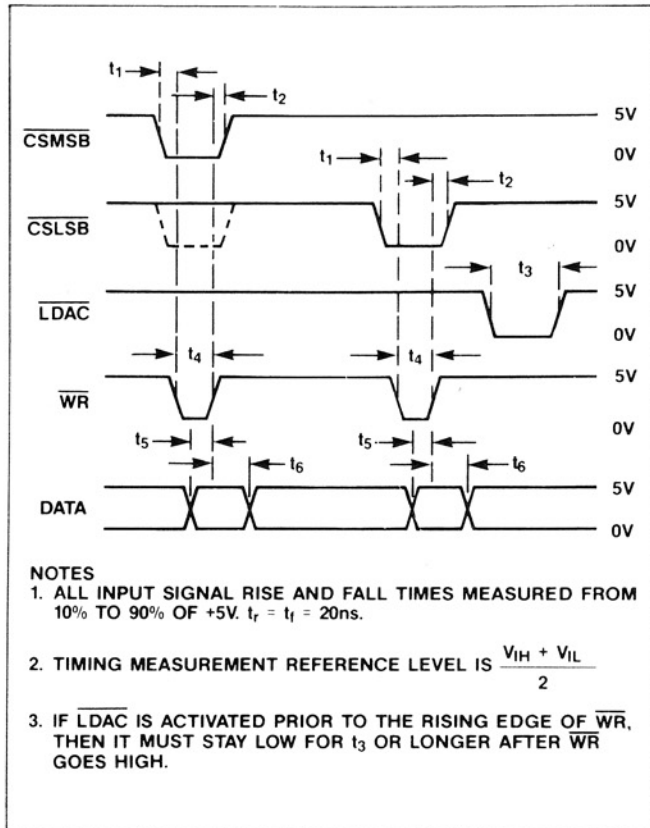 t1
t2
5V
CSMSB
0V
t1
t2
5V
CSLSB
0V
t3
5V
LDAC
0V
t4
t4
5V
WR
0V
t5
t6
t5
t6
5V
DATA
0V
NOTES
1. ALL INPUT SIGNAL RISE AND FALL TIMES MEASURED FROM
10% TO 90% OF +5V. tr = tf = 20ns.
2. TIMING MEASUREMENT REFERENCE LEVEL IS (VIH + VIL) / 2
3. IF LDAC IS ACTIVATED PRIOR TO THE RISING EDGE OF WR,
THEN IT MUST STAY LOW FOR t3 OR LONGER AFTER WR
GOES HIGH.